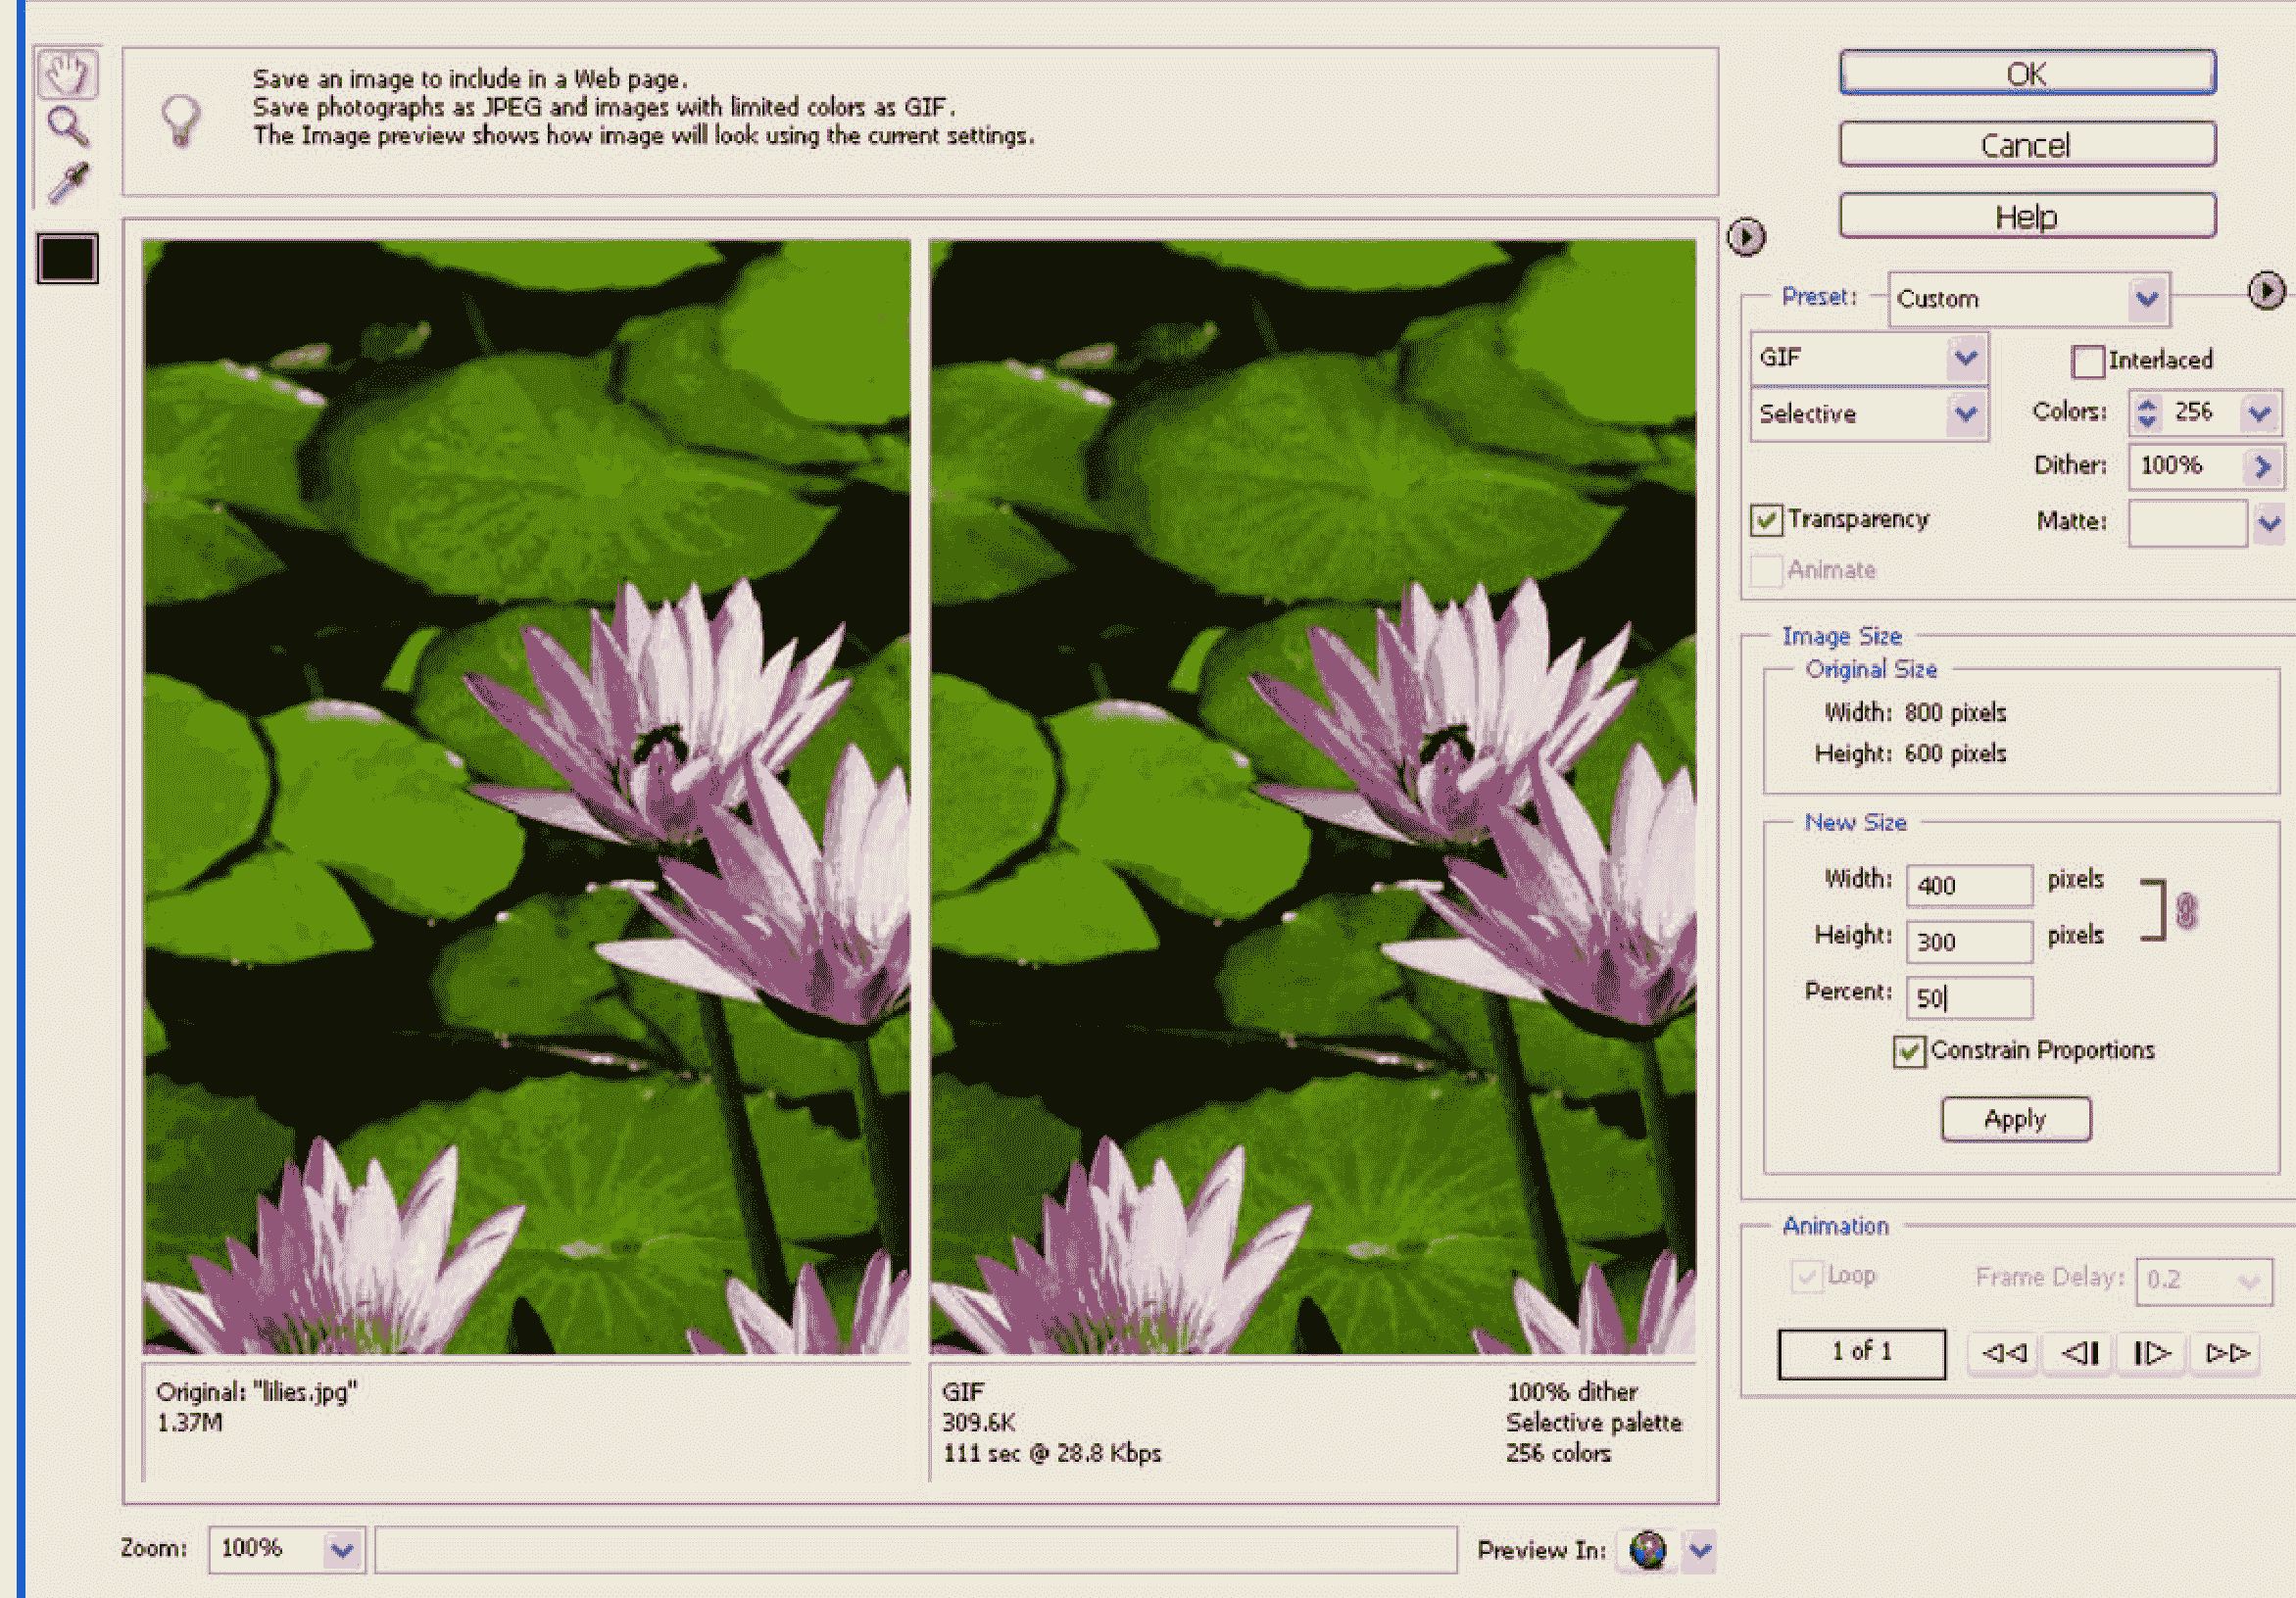 Save an image to include in a Web page.
Save photographs as JPEG and images with limited colors as GIF.
The Image preview shows how image will look using the current settings.
OK
Cancel
Help
Preset: Custom
GIF
Interlaced
Selective
Colors: 256
Dither: 100%
Transparency
Matte:
Animate
Image Size
Original Size
Width: 800 pixels
Height: 600 pixels
New Size
Width: 400 pixels
Height: 300 pixels
Percent: 50
Constrain Proportions
Apply
Animation
Loop
Frame Delay: 0.2
1 of 1
Original: "lilies.jpg"
1.37M
GIF
309.6K
111 sec @ 28.8 Kbps
100% dither
Selective palette
256 colors
Zoom: 100%
Preview In: